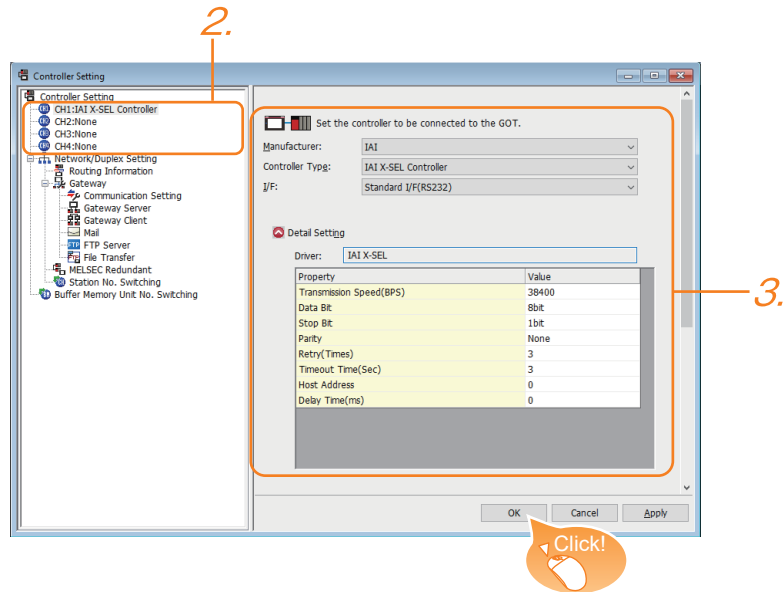 2.
Controller Setting
Controller Setting
CH1:IAI X-SEL Controller
CH2:None
CH3:None
CH4:None
Network/Duplex Setting
Routing Information
Gateway
Communication Setting
Gateway Server
Gateway Client
Mail
FTP Server
File Transfer
MELSEC Redundant
Station No. Switching
Buffer Memory Unit No. Switching
Set the controller to be connected to the GOT.
Manufacturer: IAI
Controller Type: IAI X-SEL Controller
I/F: Standard I/F(RS232)
Detail Setting
Driver: IAI X-SEL
Property Value
Transmission Speed(BPS) 38400
Data Bit 8bit
Stop Bit 1bit
Parity None
Retry(Times) 3
Timeout Time(Sec) 3
Host Address 0
Delay Time(ms) 0
3.
OK Cancel Apply
Click!